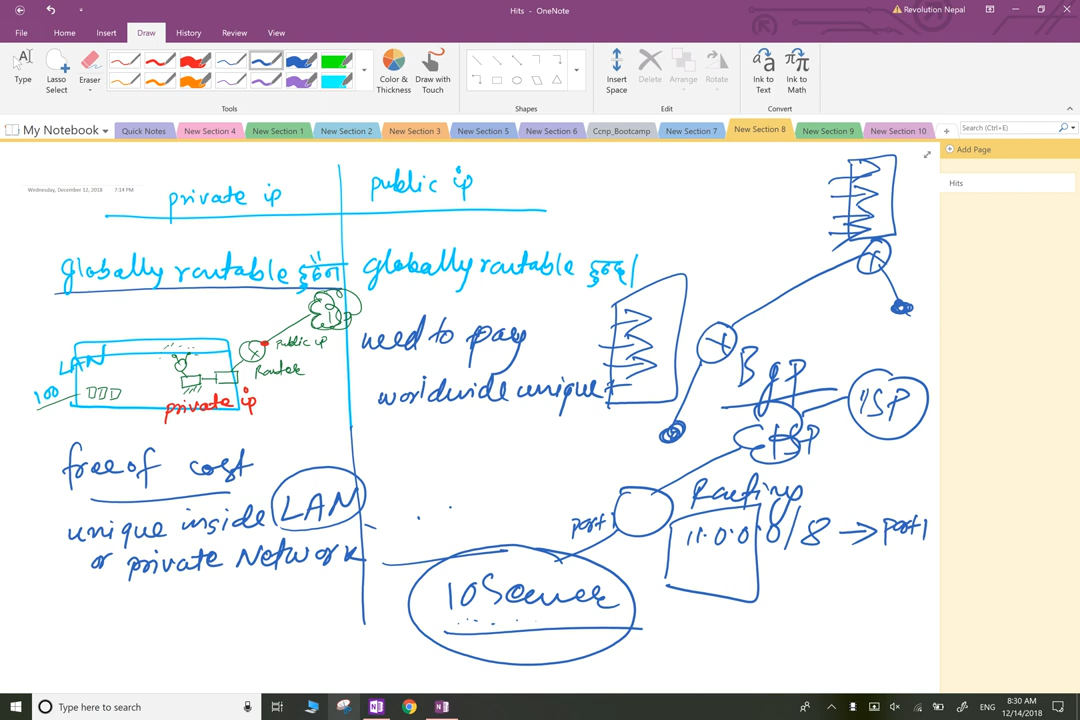 Hits - OneNote
Revolution Nepal
File Home Insert Draw History Review View
Type
Lasso Select
Eraser
Color & Thickness
Draw with Touch
Insert Space
Delete
Arrange
Rotate
Ink to Text
Ink to Math
Tools
Shapes
Edit
Convert
My Notebook
Quick Notes
New Section 4
New Section 1
New Section 2
New Section 3
New Section 5
New Section 6
Ccnp_Bootcamp
New Section 7
New Section 8
New Section 9
New Section 10
Search (Ctrl+E)
Add Page
Hits
Wednesday, December 12, 2018 7:14 PM
private ip
public ip
globally routable
globally routable
LAN
100
public ip
Router
private ip
need to pay
worldwide unique
Bgp
ISP
ISP
free of cost
unique inside LAN
or private Network
port1
Routing
11.0.0.0/8 → port1
Type here to search
ENG
8:30 AM
12/14/2018